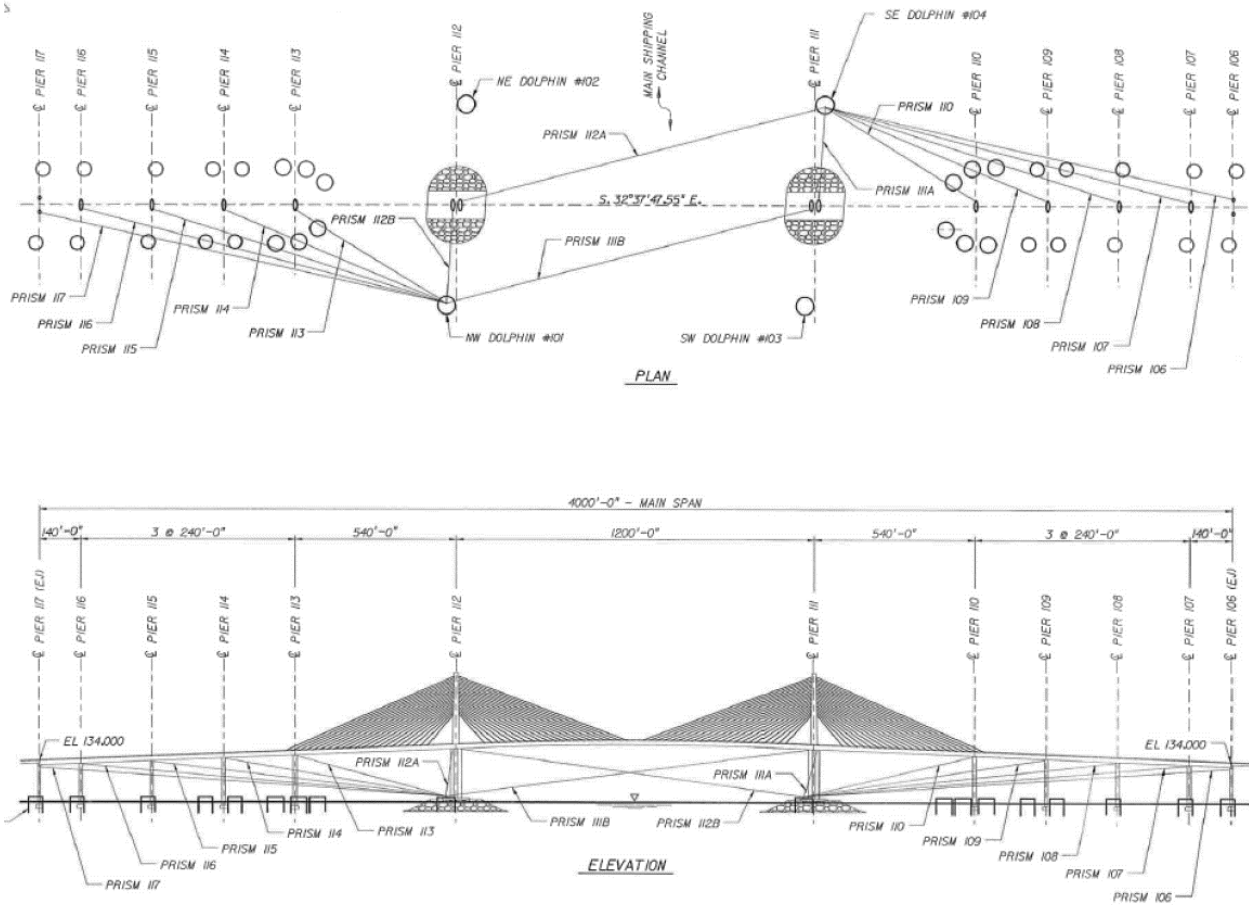 S
℄ PIER 117
℄ PIER 116
℄ PIER 115
℄ PIER 114
℄ PIER 113
℄ PIER 112
NE DOLPHIN #102
MAIN SHIPPING
CHANNEL
℄ PIER 111
SE DOLPHIN #104
℄ PIER 110
℄ PIER 109
℄ PIER 108
℄ PIER 107
℄ PIER 106
PRISM 112A
PRISM 110
PRISM 111A
S. 32°37'47.55" E.
PRISM 112B
PRISM 111B
PRISM 117
PRISM 116
PRISM 115
PRISM 114
PRISM 113
NW DOLPHIN #101
SW DOLPHIN #103
PRISM 109
PRISM 108
PRISM 107
PRISM 106
PLAN
4000'-0" - MAIN SPAN
140'-0"
3 @ 240'-0"
540'-0"
1200'-0"
540'-0"
3 @ 240'-0"
140'-0"
℄ PIER 117 (EJ)
℄ PIER 116
℄ PIER 115
℄ PIER 114
℄ PIER 113
℄ PIER 112
℄ PIER 111
℄ PIER 110
℄ PIER 109
℄ PIER 108
℄ PIER 107
℄ PIER 106 (EJ)
EL 134.000
EL 134.000
PRISM 112A
PRISM 111A
PRISM 117
PRISM 116
PRISM 115
PRISM 114
PRISM 113
PRISM 111B
PRISM 112B
PRISM 110
PRISM 109
PRISM 108
PRISM 107
PRISM 106
ELEVATION